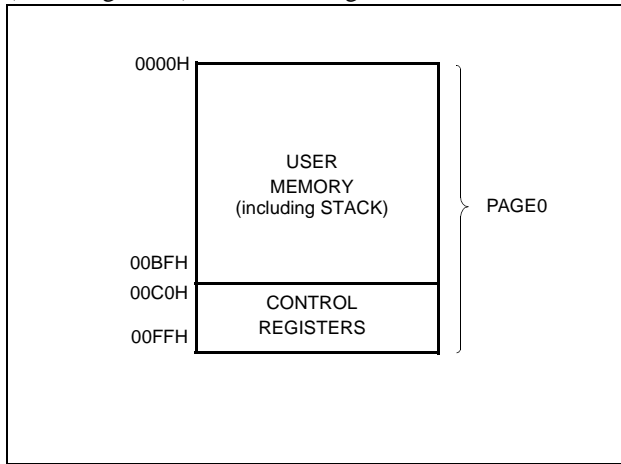 0000H
USER
MEMORY
(including STACK)
PAGE0
00BFH
00C0H
CONTROL
REGISTERS
00FFH